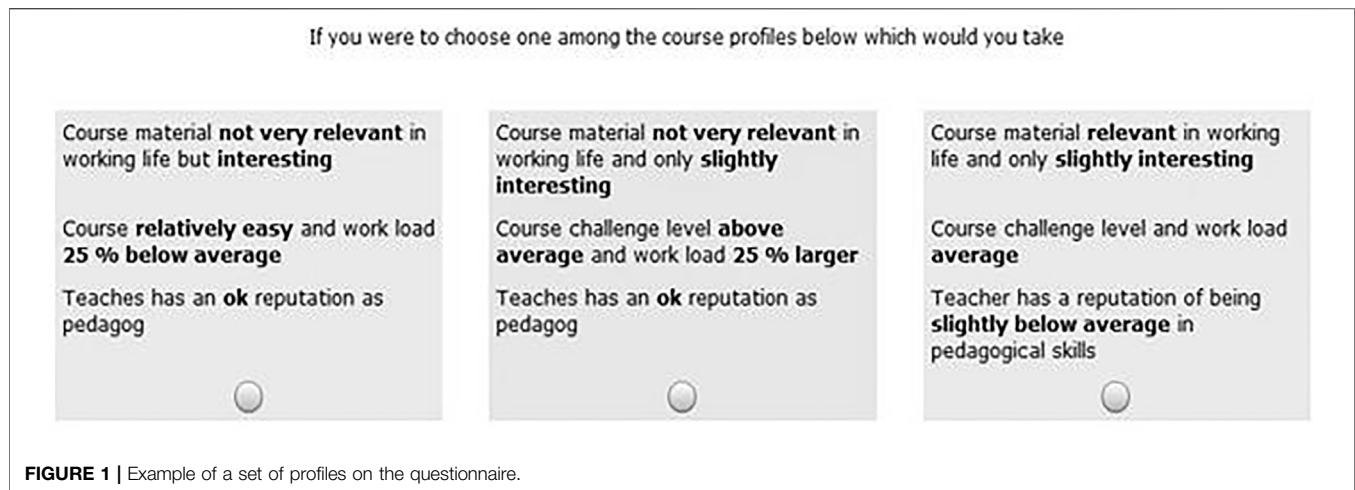 If you were to choose one among the course profiles below which would you take
Course material not very relevant in
working life but interesting
Course relatively easy and work load
25 % below average
Teaches has an ok reputation as
pedagog
Course material not very relevant in
working life and only slightly
interesting
Course challenge level above
average and work load 25 % larger
Teaches has an ok reputation as
pedagog
Course material relevant in working
life and only slightly interesting
Course challenge level and work load
average
Teacher has a reputation of being
slightly below average in
pedagogical skills
FIGURE 1 | Example of a set of profiles on the questionnaire.